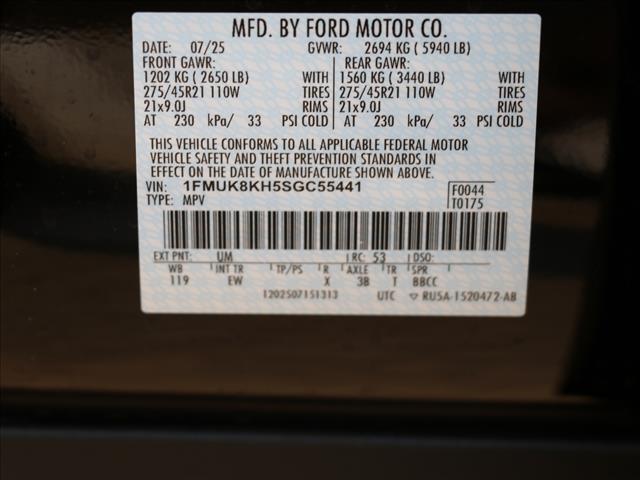 MFD. BY FORD MOTOR CO.
DATE: 07/25 GVWR: 2694 KG ( 5940 LB)
FRONT GAWR: REAR GAWR:
1202 KG ( 2650 LB) WITH 1560 KG ( 3440 LB) WITH
275/45R21 110W TIRES 275/45R21 110W TIRES
21x9.0J RIMS 21x9.0J RIMS
AT 230 kPa/ 33 PSI COLD AT 230 kPa/ 33 PSI COLD
THIS VEHICLE CONFORMS TO ALL APPLICABLE FEDERAL MOTOR
VEHICLE SAFETY AND THEFT PREVENTION STANDARDS IN EFFECT
ON THE DATE OF MANUFACTURE SHOWN ABOVE.
VIN: 1FMUK8KH5SGC55441 F0044
TYPE: MPV T0175
EXT PNT: UM RC: 53 DSO:
WB INT TR TP/PS R AXLE TR SPR
119 EW X 3B T BBCC
1202507151313 UTC ▽ RU5A-1520472-AB